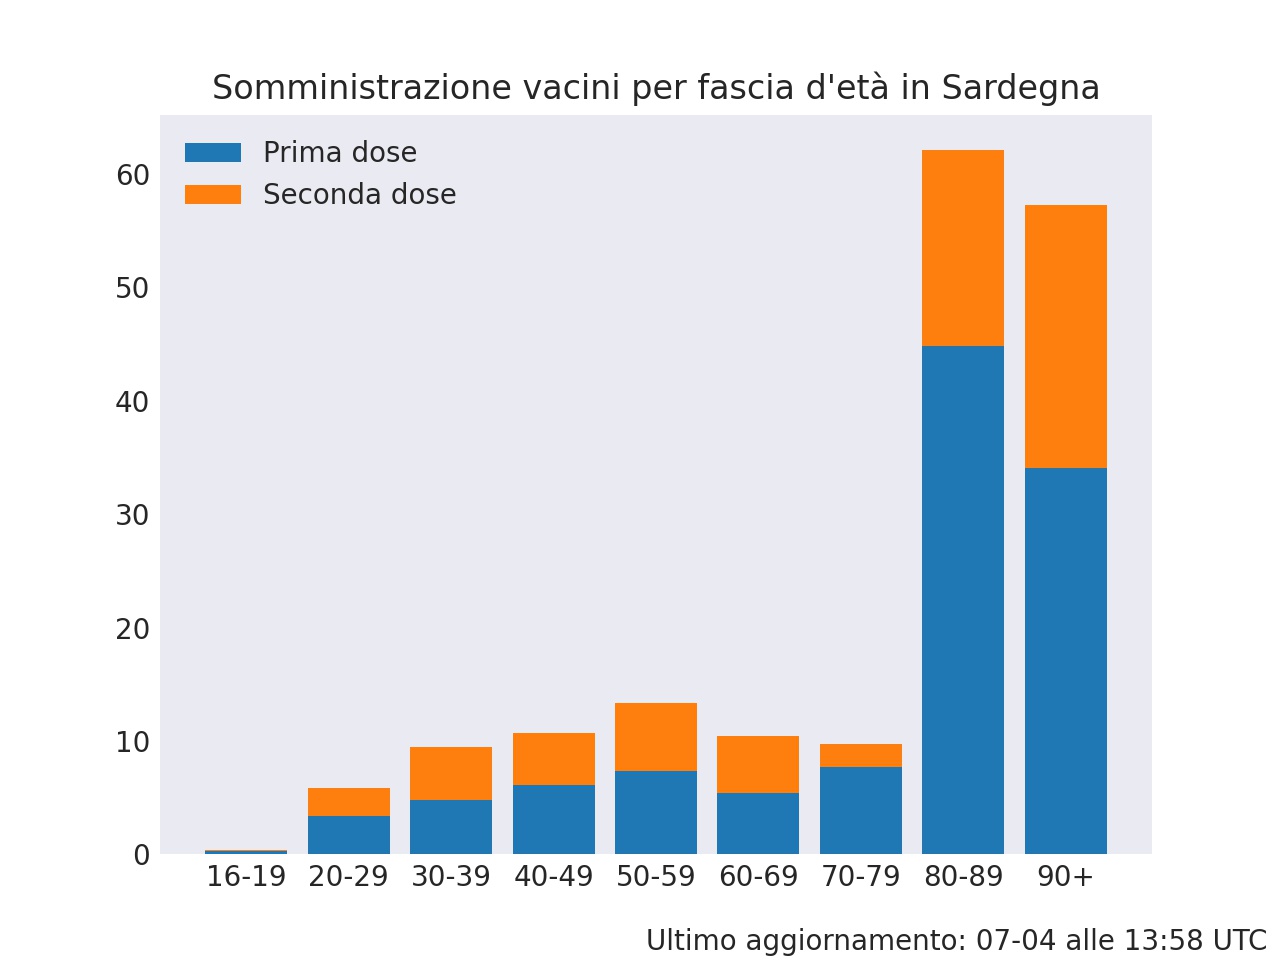 Somministrazione vacini per fascia d'età in Sardegna
Prima dose
Seconda dose
60
50
40
30
20
10
0
16-19 20-29 30-39 40-49 50-59 60-69 70-79 80-89 90+
Ultimo aggiornamento: 07-04 alle 13:58 UTC